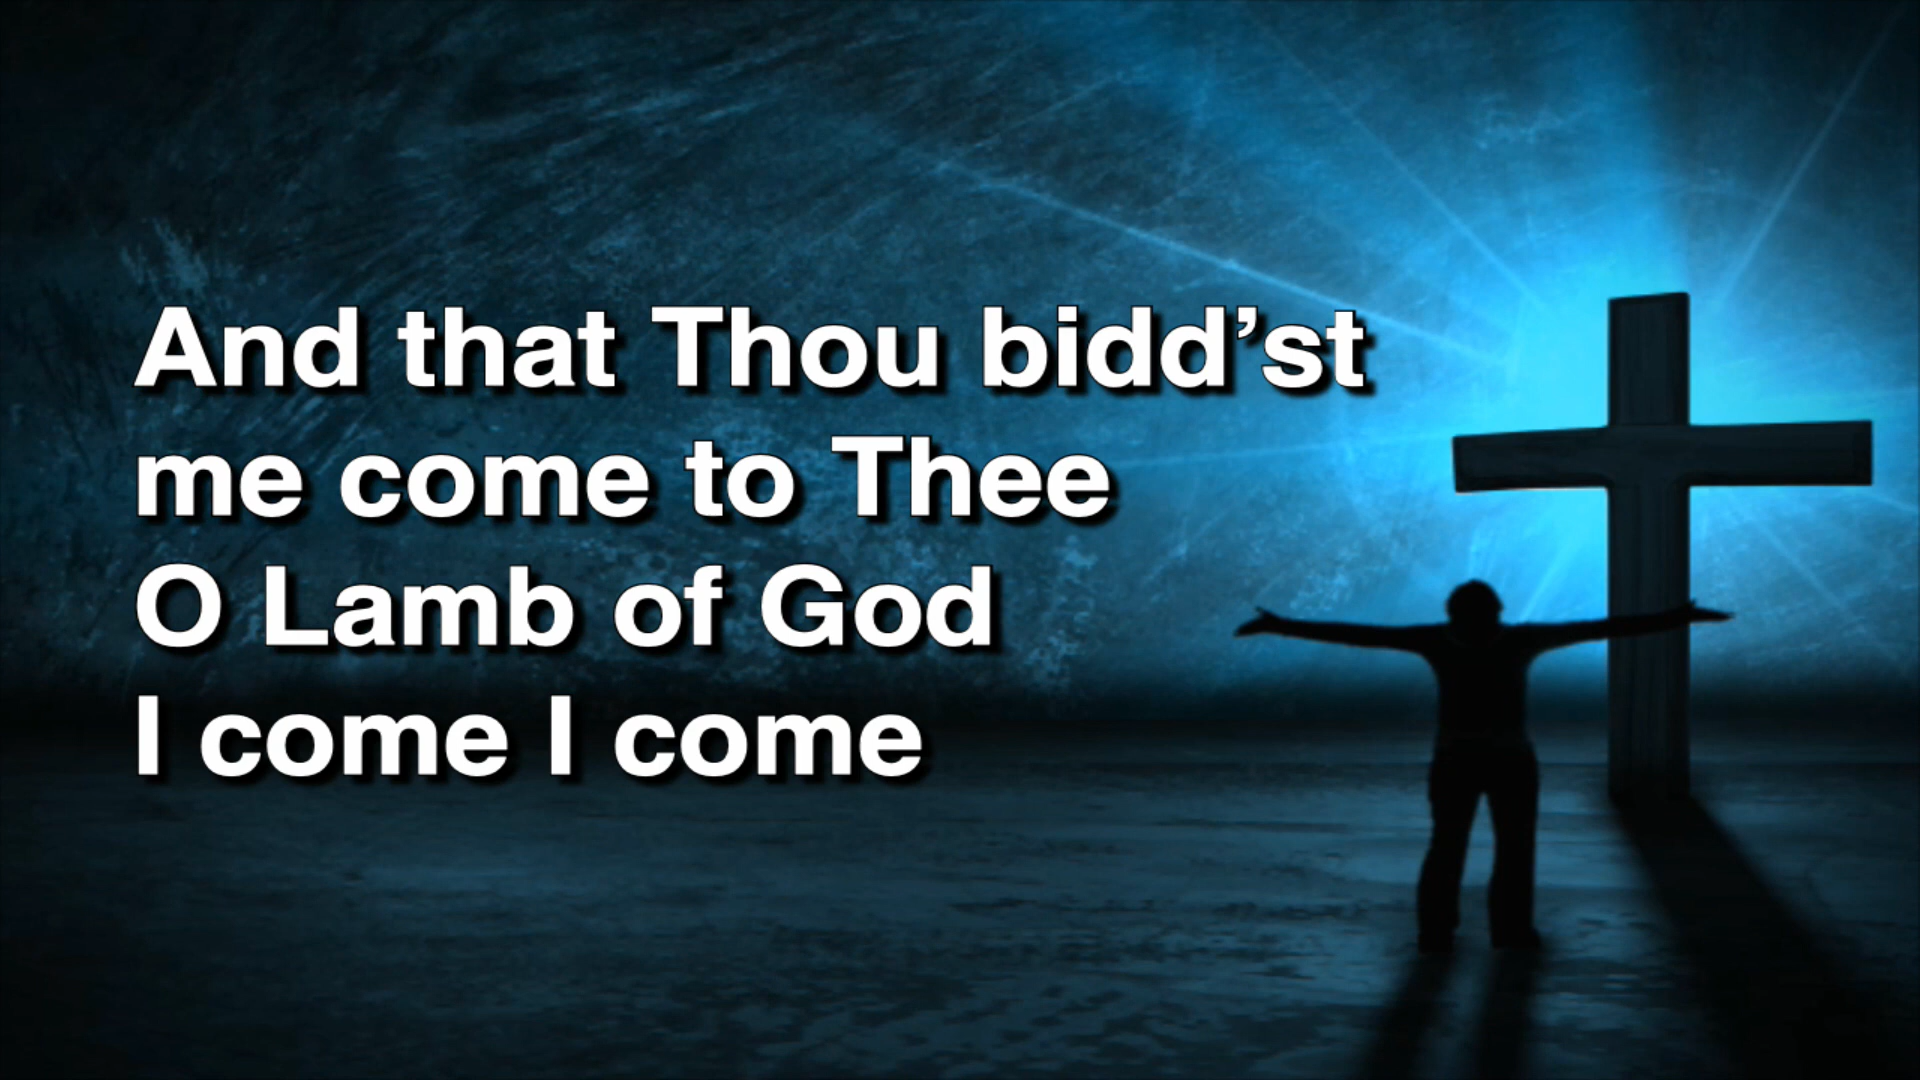 And that Thou bidd’st
me come to Thee
O Lamb of God
I come I come